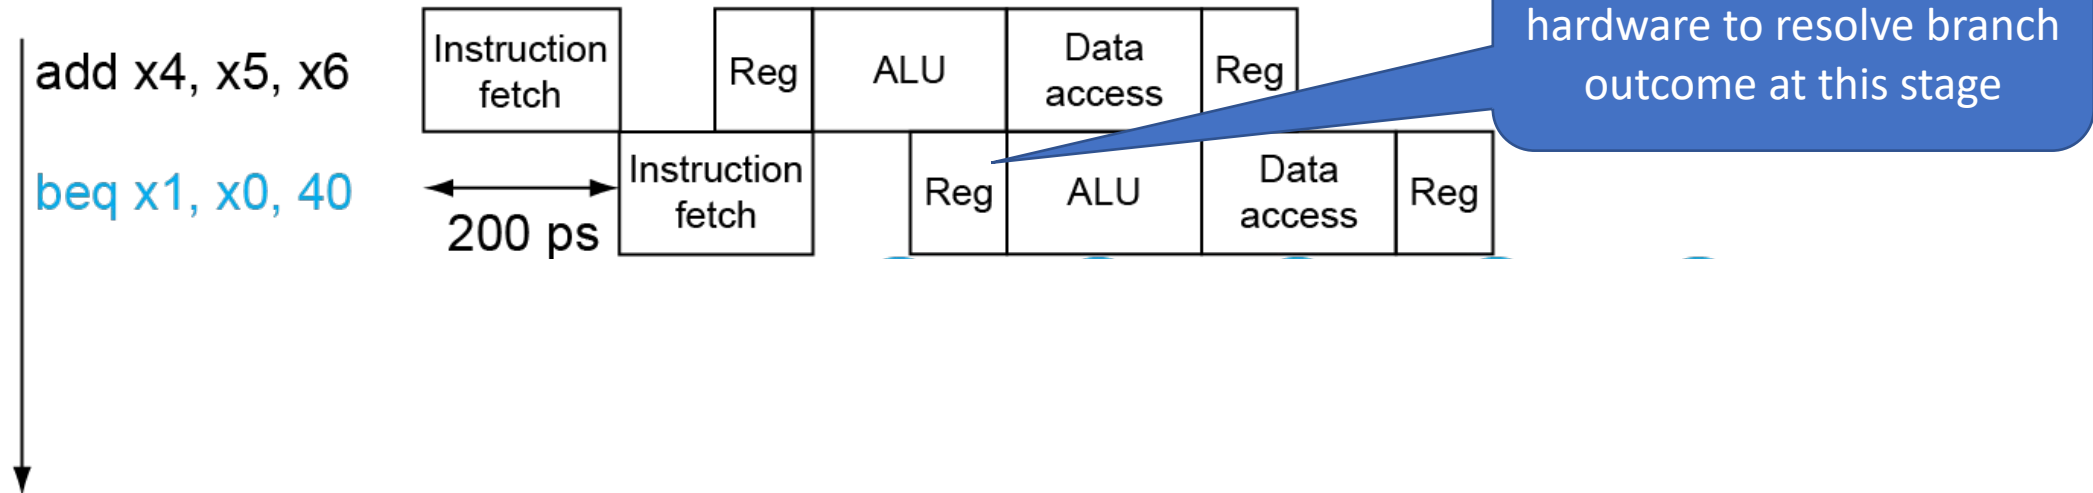 hardware to resolve branch
outcome at this stage
add x4, x5, x6
Instruction
fetch
Reg
ALU
Data
access
Reg
beq x1, x0, 40
200 ps
Instruction
fetch
Reg
ALU
Data
access
Reg